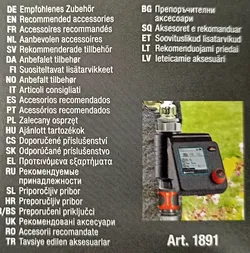 DE Empfohlenes Zubehör
EN Recommended accessories
FR Accessoires recommandés
NL Aanbevolen accessoires
SV Rekommenderade tillbehör
DA Anbefalet tilbehør
FI Suositeltavat lisätarvikkeet
NO Anbefalet tilbehør
IT Articoli consigliati
ES Accesorios recomendados
PT Acessórios recomendados
PL Zalecany osprzęt
HU Ajánlott tartozékok
CS Doporučené příslušenství
SK Doporučené príslušenstvo
EL Προτεινόμενα εξαρτήματα
RU Рекомендуемые
принадлежности
SL Priporočljiv pribor
HR Preporučeni pribor
/BS Preporučeni priključci
UK Рекомендовані аксесуари
RO Accesorii recomandate
TR Tavsiye edilen aksesuarlar
BG Препоръчителни
аксесоари
SQ Aksesoret e rekomanduar
ET Soovituslikud lisatarvikud
LT Rekomenduojami priedai
LV Ieteicamie aksesuāri
Art. 1891